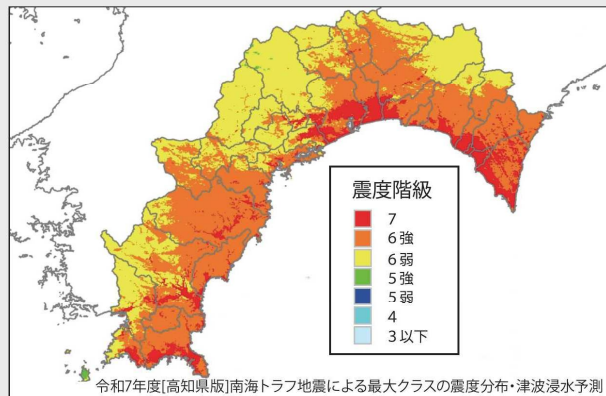 震度階級
7
6強
6弱
5強
5弱
4
3以下
令和7年度[高知県版]南海トラフ地震による最大クラスの震度分布・津波浸水予測